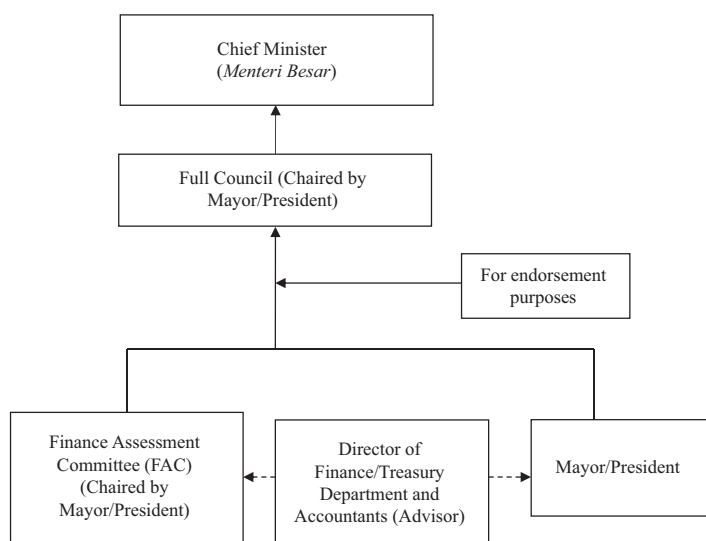 Chief Minister
(Menteri Besar)
Full Council (Chaired by
Mayor/President)
For endorsement
purposes
Finance Assessment
Committee (FAC)
(Chaired by
Mayor/President)
Director of
Finance/Treasury
Department and
Accountants (Advisor)
Mayor/President